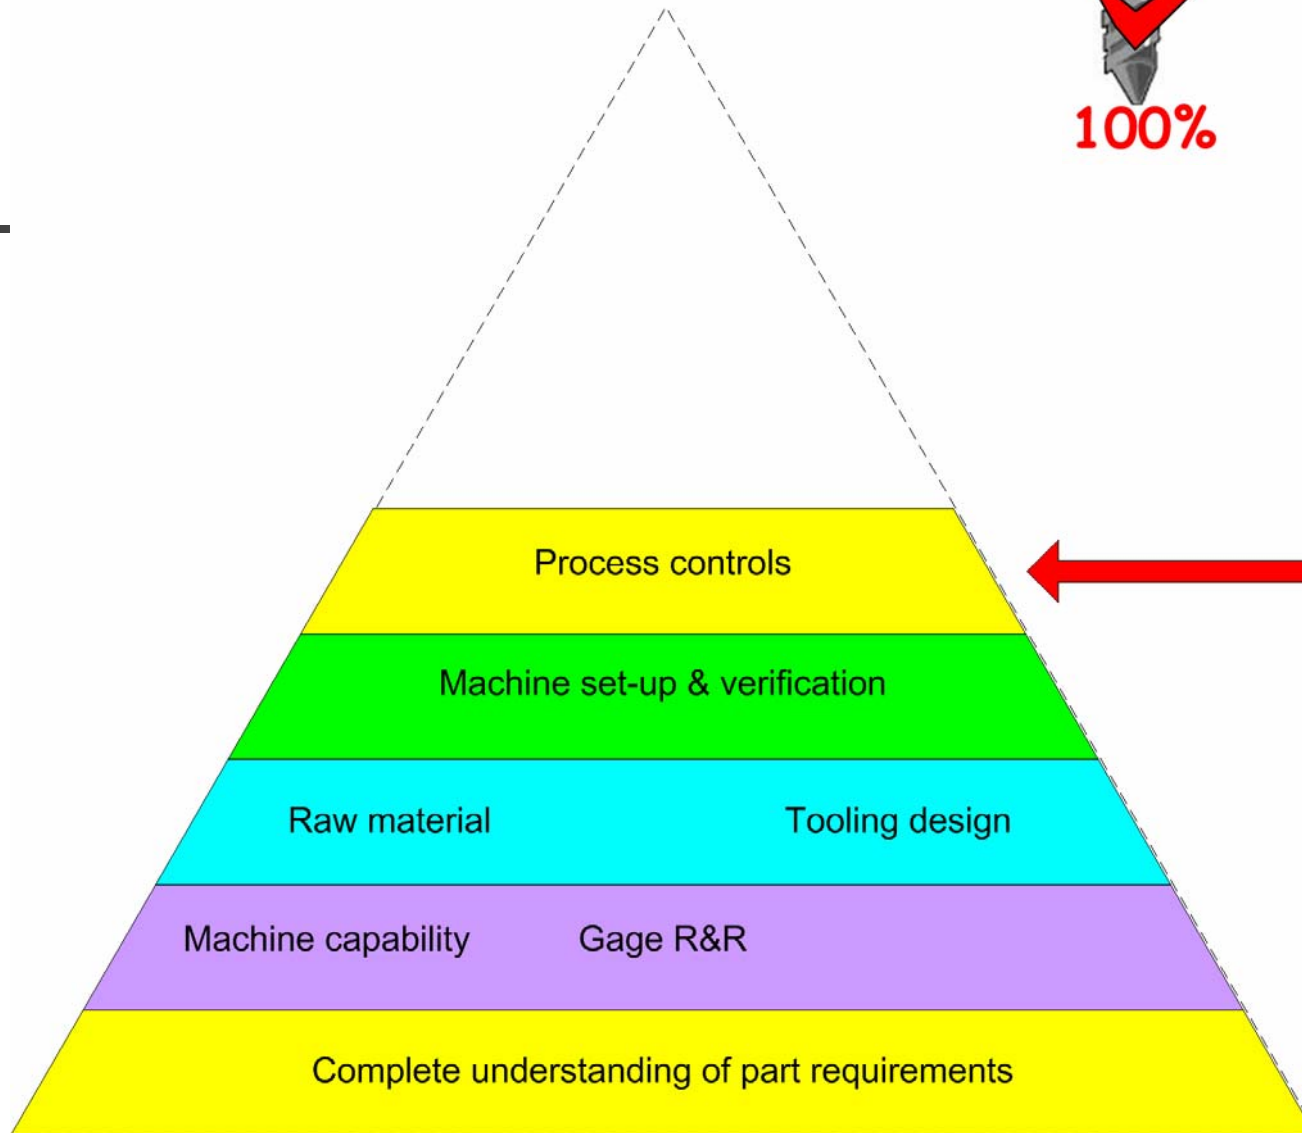 100%
Process controls
Machine set-up & verification
Raw material Tooling design
Machine capability Gage R&R
Complete understanding of part requirements